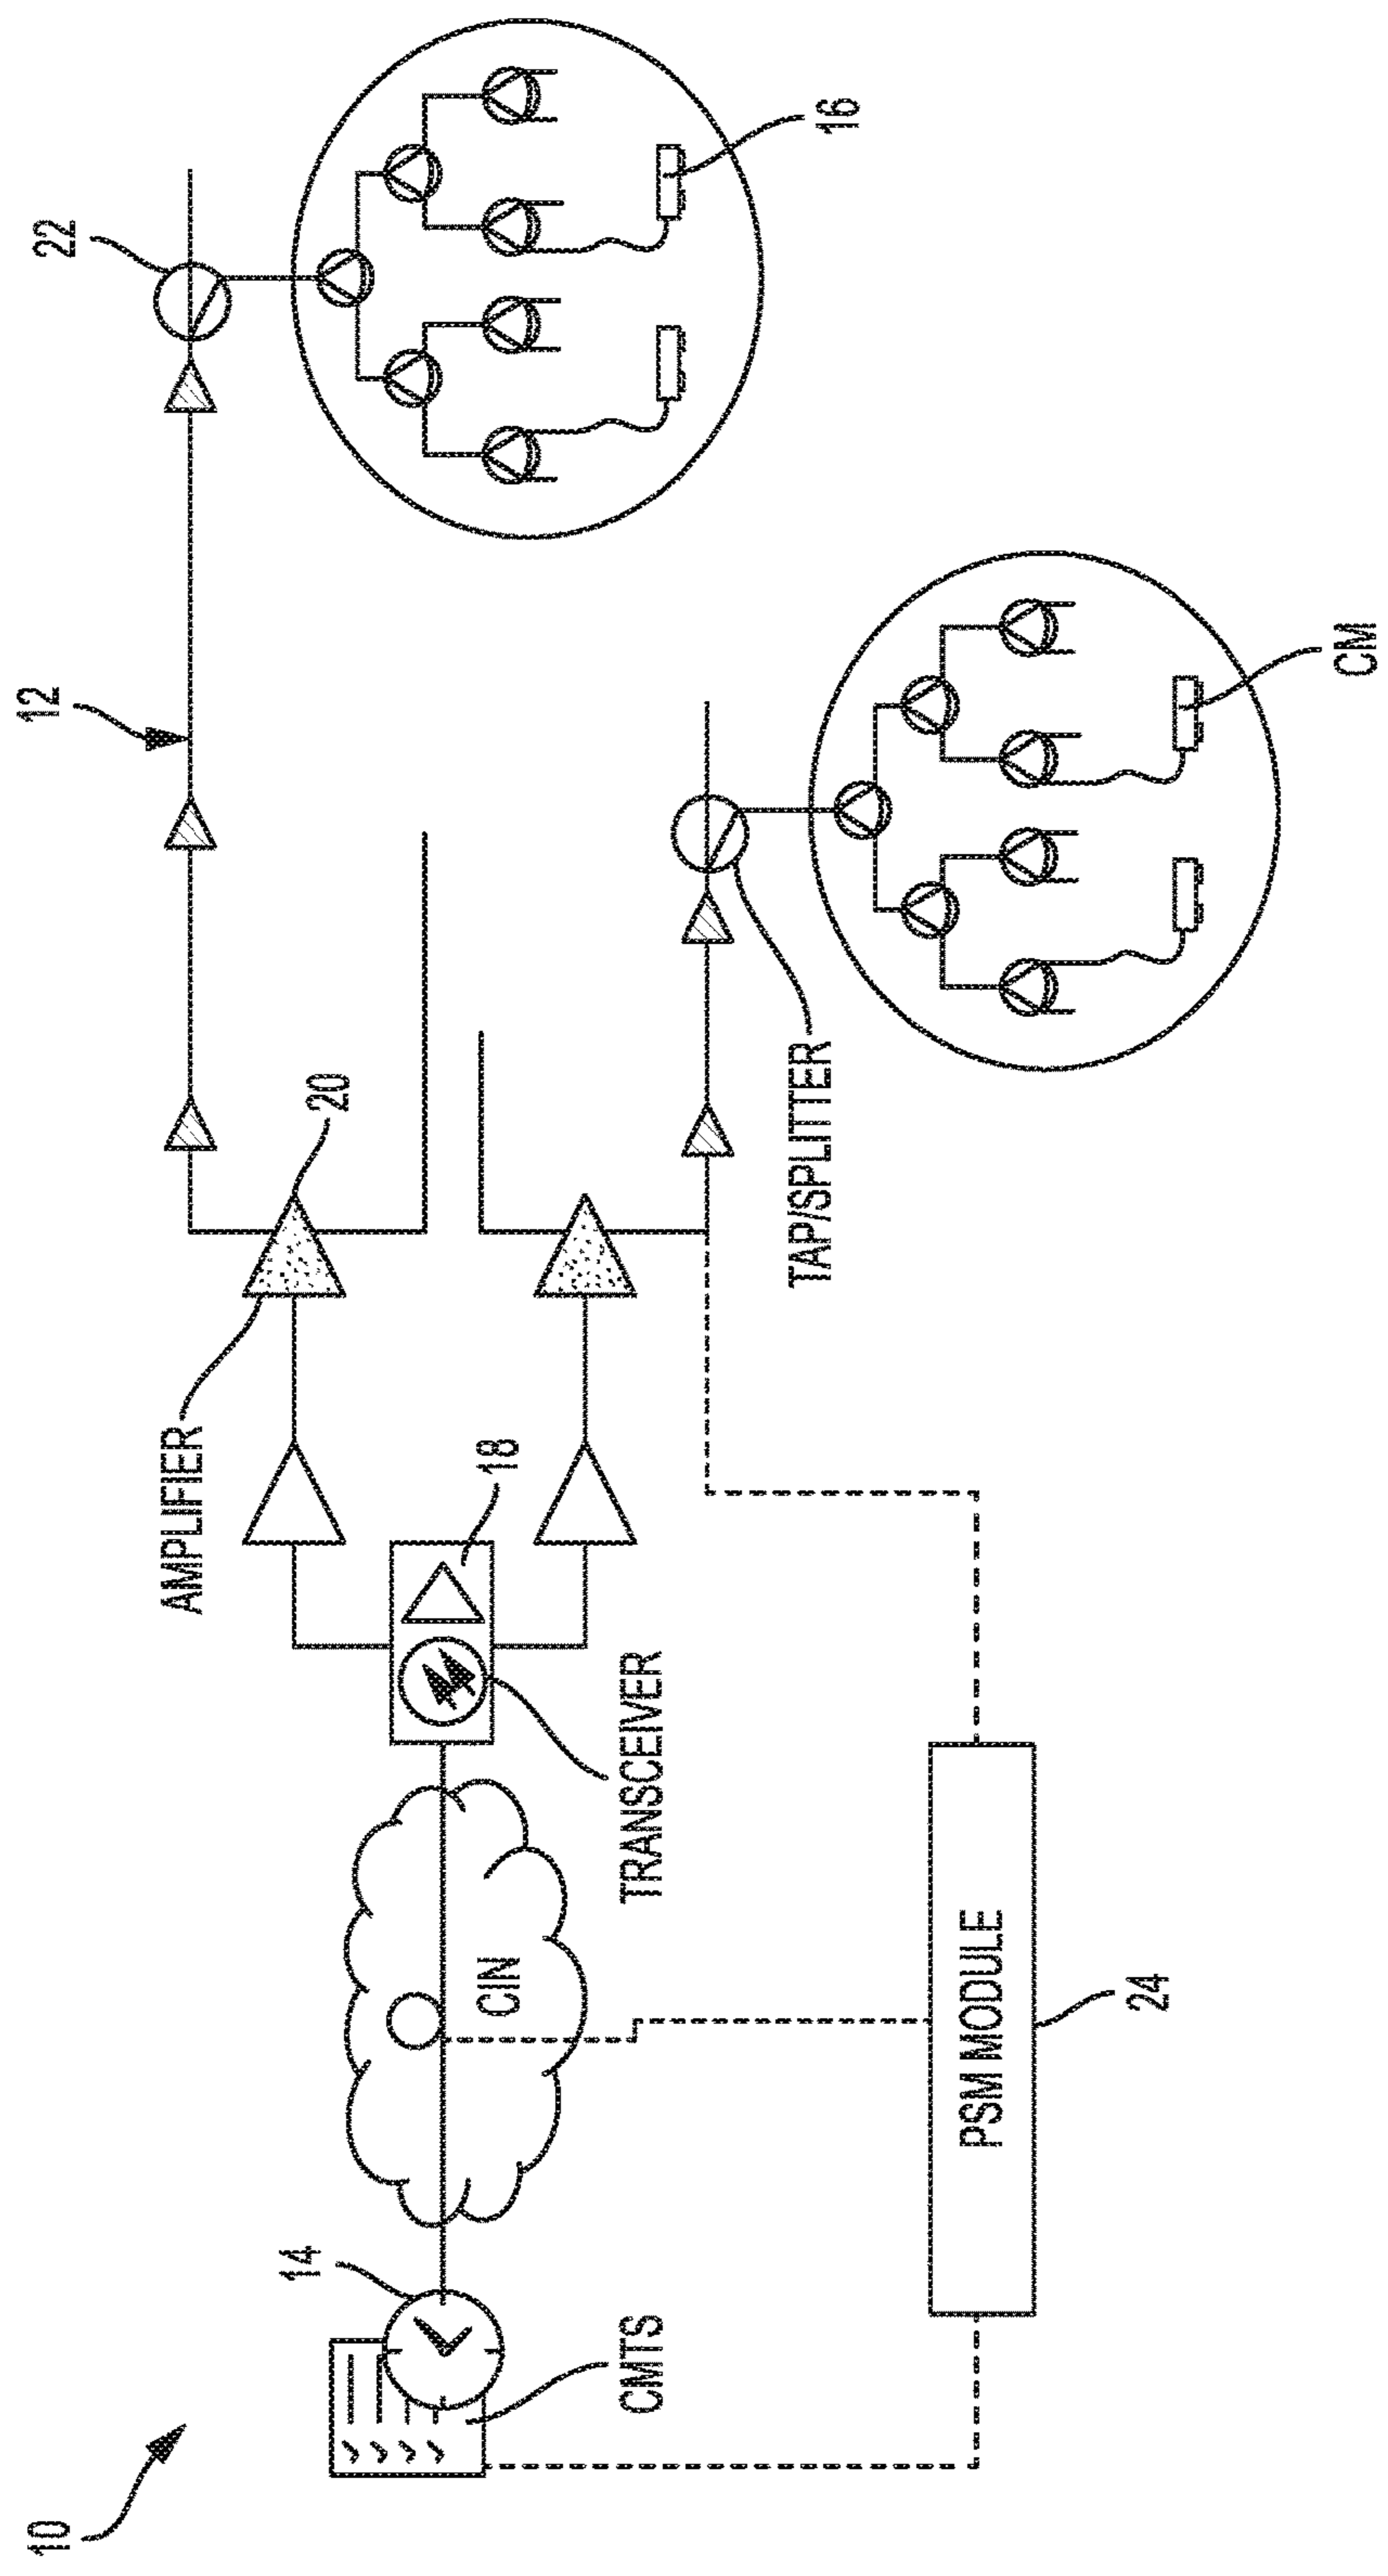 10
14
CMTS
CIN
TRANSCEIVER
18
AMPLIFIER
20
12
22
16
TAP/SPLITTER
CM
PSM MODULE
24